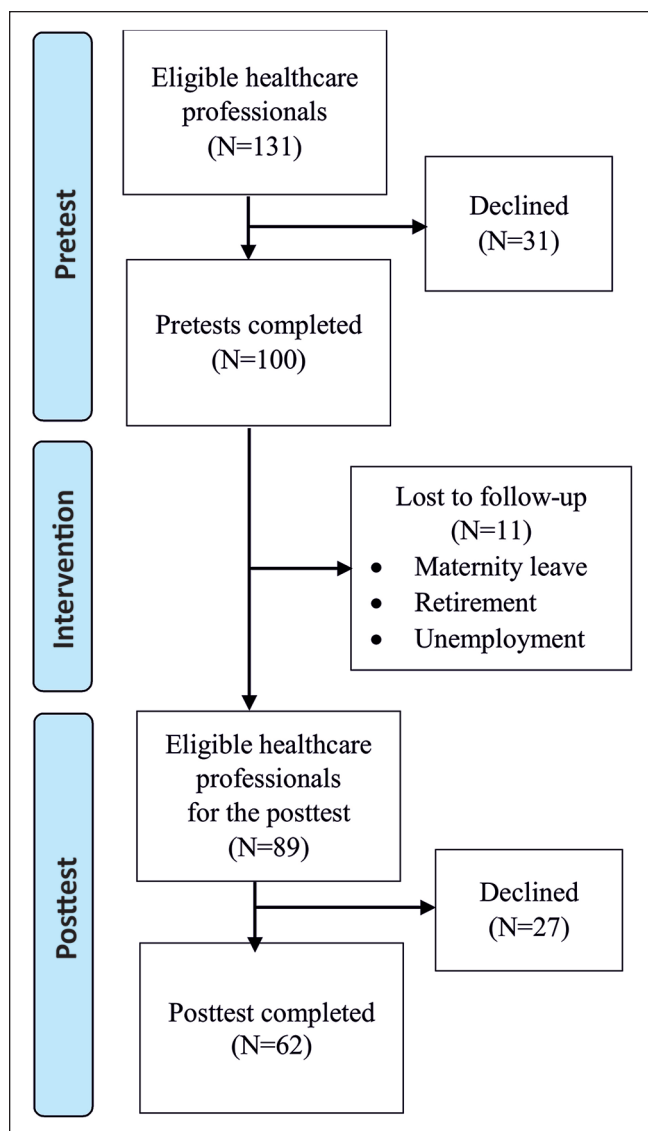 Pretest
Eligible healthcare
professionals
(N=131)
Declined
(N=31)
Pretests completed
(N=100)
Intervention
Lost to follow-up
(N=11)
• Maternity leave
• Retirement
• Unemployment
Posttest
Eligible healthcare
professionals
for the posttest
(N=89)
Declined
(N=27)
Posttest completed
(N=62)